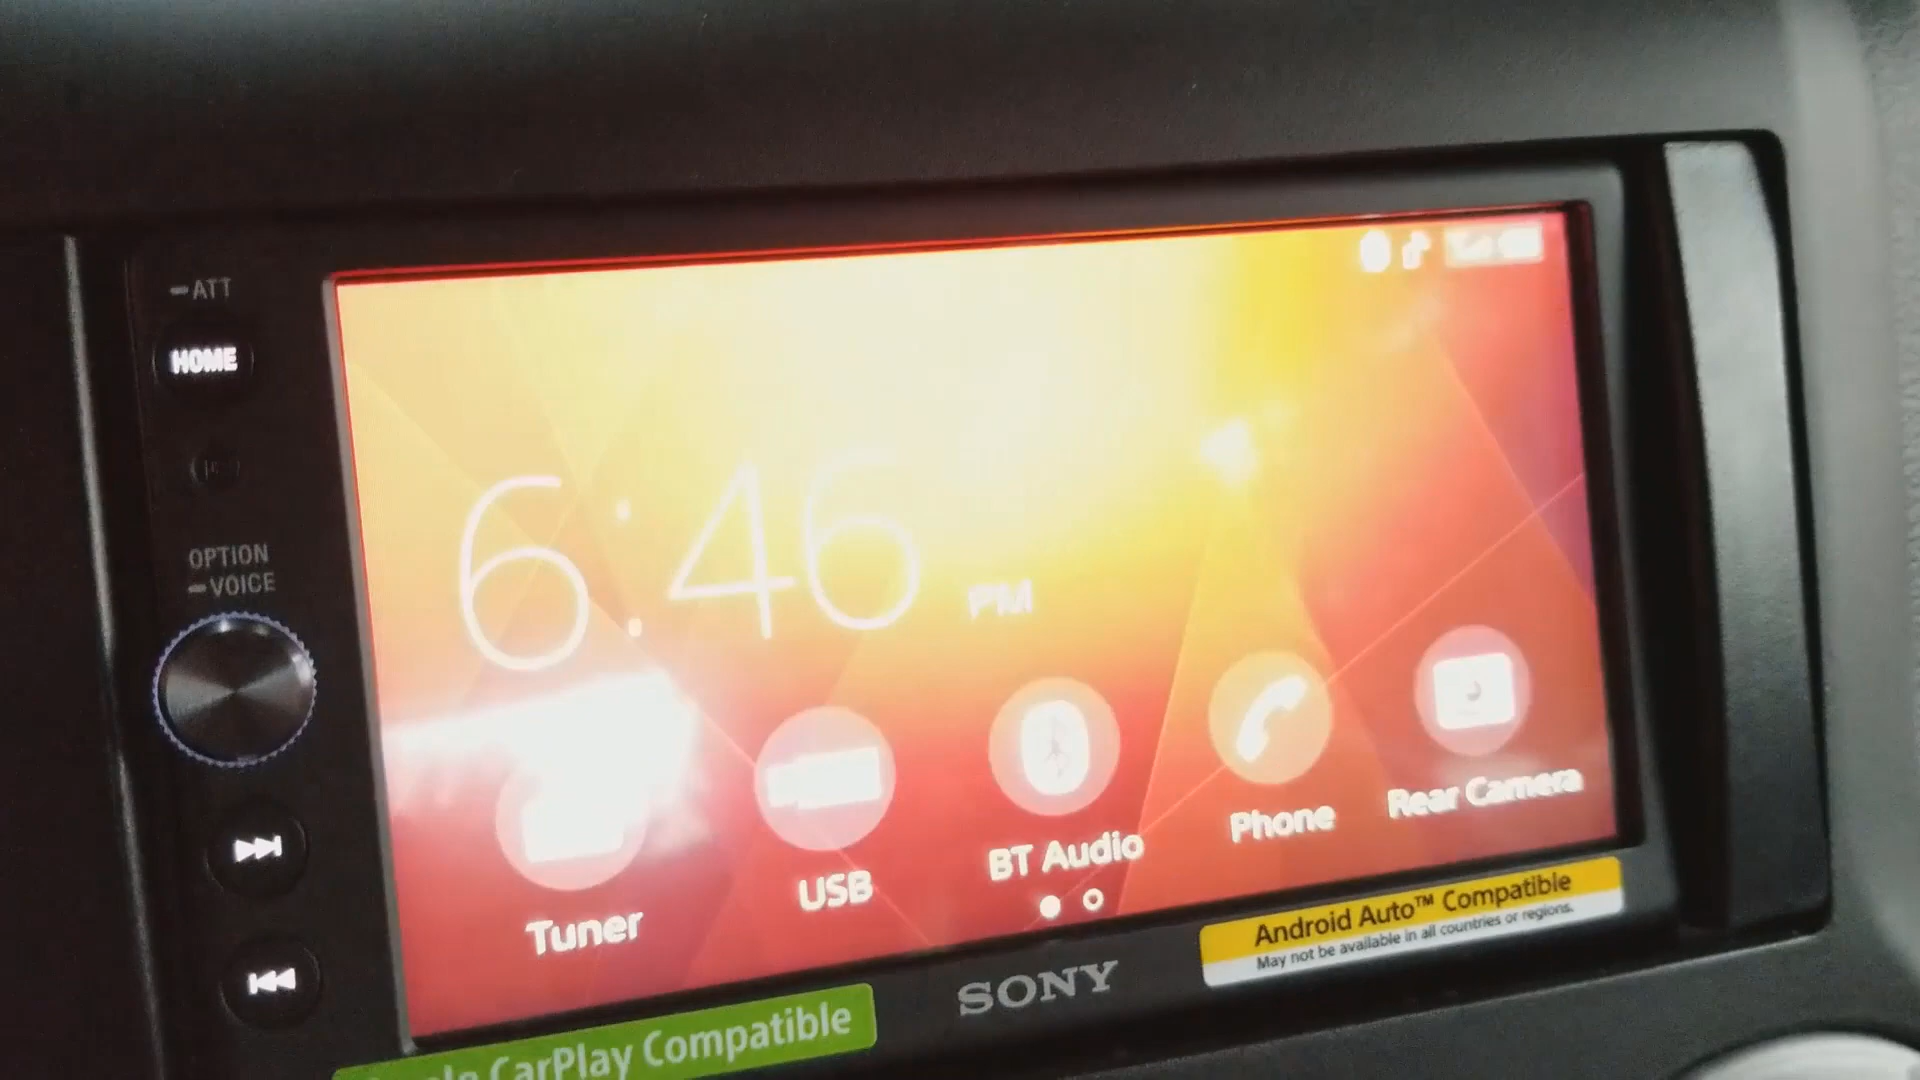 ATT
HOME
OPTION
VOICE
6:46 PM
Tuner
USB
BT Audio
Phone
Rear Camera
SONY
Android Auto™ Compatible
May not be available in all countries or regions.
CarPlay Compatible